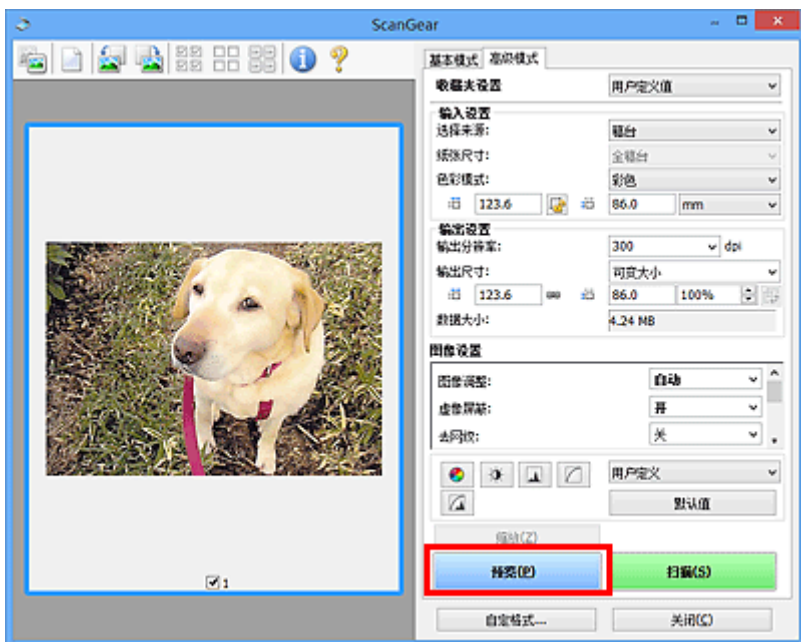 ScanGear
基本模式 高级模式
收藏夹设置 用户定义值
输入设置
选择来源: 稿台
纸张尺寸: 全稿台
色彩模式: 彩色
123.6 86.0 mm
输出设置
输出分辨率: 300 dpi
输出尺寸: 可变大小
123.6 86.0 100%
数据大小: 4.24 MB
图像设置
图像调整: 自动
虚像屏蔽: 开
去网纹: 关
用户定义
默认值
缩放(Z)
1
预览(P) 扫描(S)
自定格式... 关闭(C)